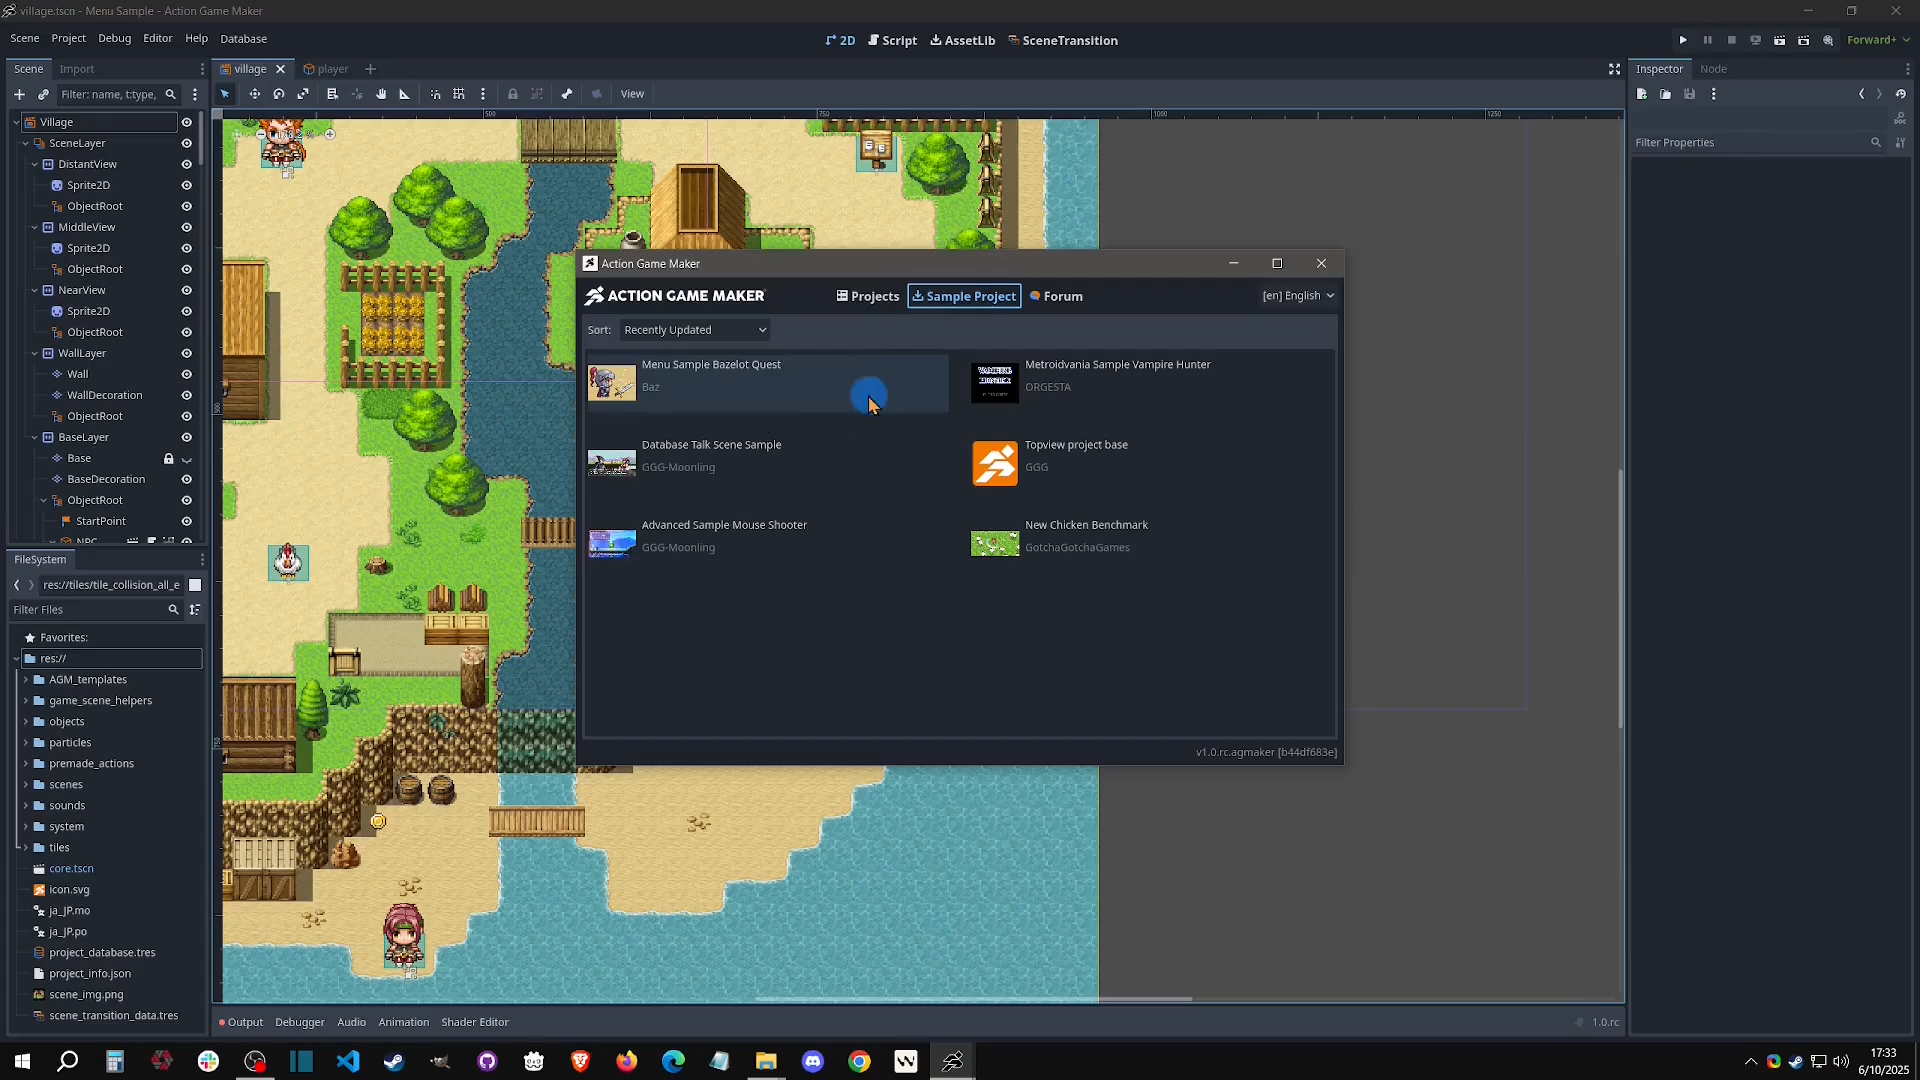 village.tscn - Menu Sample - Action Game Maker
Scene Project Debug Editor Help Database
2D Script AssetLib SceneTransition
Forward+
Scene Import
village player
Inspector Node
Filter: name, t:type,
View
Filter Properties
500 750 1000 1250
Village
SceneLayer
DistantView
Sprite2D
ObjectRoot
MiddleView
Sprite2D
ObjectRoot
NearView
Sprite2D
ObjectRoot
WallLayer
Wall
WallDecoration
ObjectRoot
BaseLayer
Base
BaseDecoration
ObjectRoot
StartPoint
NPC
FileSystem
res://tiles/tile_collision_all_e
Filter Files
Favorites:
res://
AGM_templates
game_scene_helpers
objects
particles
premade_actions
scenes
sounds
system
tiles
core.tscn
icon.svg
ja_JP.mo
ja_JP.po
project_database.tres
project_info.json
scene_img.png
scene_transition_data.tres
Action Game Maker
ACTION GAME MAKER
Projects Sample Project Forum
[en] English
Sort: Recently Updated
Menu Sample Bazelot Quest
Baz
Metroidvania Sample Vampire Hunter
ORGESTA
Database Talk Scene Sample
GGG-Moonling
Topview project base
GGG
Advanced Sample Mouse Shooter
GGG-Moonling
New Chicken Benchmark
GotchaGotchaGames
v1.0.rc.agmaker [b44df683e]
Output Debugger Audio Animation Shader Editor
1.0.rc
17:33
6/10/2025